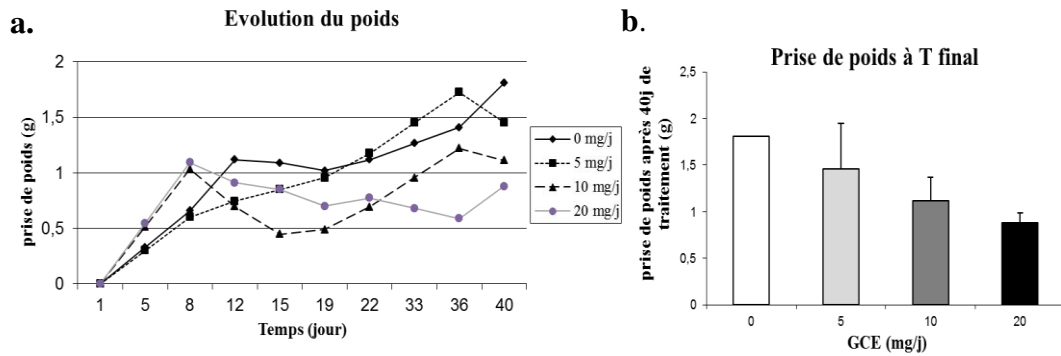 a.
Evolution du poids
prise de poids (g)
2
1,5
1
0,5
0
1 5 8 12 15 19 22 33 36 40
Temps (jour)
0 mg/j
5 mg/j
10 mg/j
20 mg/j
b.
Prise de poids à T final
prise de poids après 40j de
traitement (g)
2,5
2
1,5
1
0,5
0
0 5 10 20
GCE (mg/j)